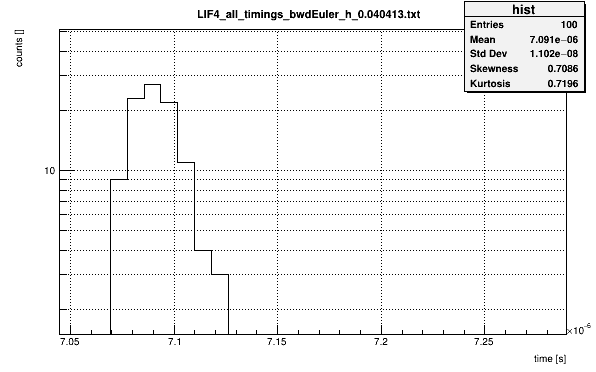 LIF4_all_timings_bwdEuler_h_0.040413.txt
hist
Entries 100
Mean 7.091e−06
Std Dev 1.102e−08
Skewness 0.7086
Kurtosis 0.7196
counts []
10
7.05 7.1 7.15 7.2 7.25
×10−6
time [s]